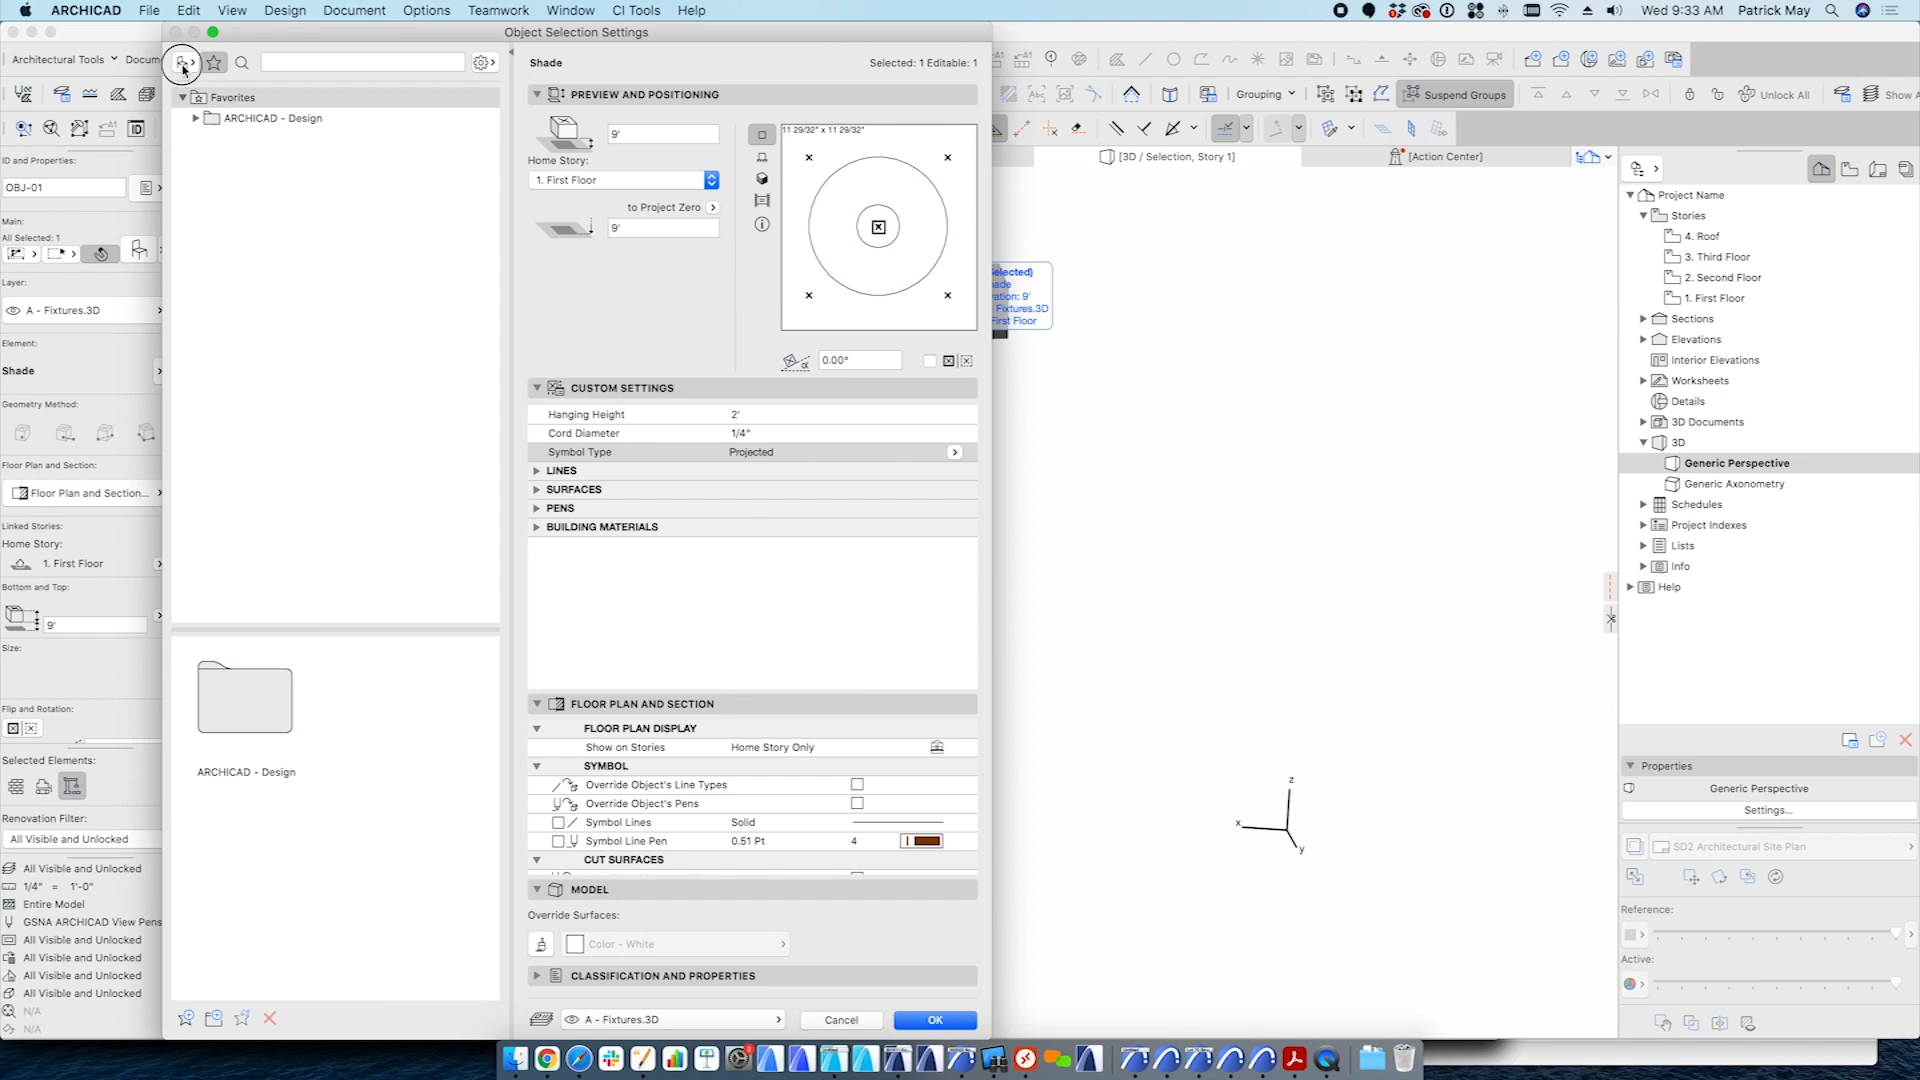 ARCHICAD File Edit View Design Document Options Teamwork Window CI Tools Help
Wed 9:33 AM Patrick May
Object Selection Settings
Architectural Tools
Shade
Selected: 1 Editable: 1
Favorites
ARCHICAD - Design
PREVIEW AND POSITIONING
9'
Home Story:
1. First Floor
to Project Zero
9'
11 29/32" x 11 29/32"
0.00°
CUSTOM SETTINGS
Hanging Height 2'
Cord Diameter 1/4"
Symbol Type Projected
LINES
SURFACES
PENS
BUILDING MATERIALS
FLOOR PLAN AND SECTION
FLOOR PLAN DISPLAY
Show on Stories Home Story Only
SYMBOL
Override Object's Line Types
Override Object's Pens
Symbol Lines Solid
Symbol Line Pen 0.51 Pt 4
CUT SURFACES
MODEL
Override Surfaces:
Color - White
CLASSIFICATION AND PROPERTIES
A - Fixtures.3D
Cancel
OK
ARCHICAD - Design
ID and Properties:
OBJ-01
Main:
All Selected: 1
Layer:
A - Fixtures.3D
Element:
Shade
Geometry Method:
Floor Plan and Section:
Floor Plan and Section...
Linked Stories:
Home Story:
1. First Floor
Bottom and Top:
9'
Size:
Flip and Rotation:
Selected Elements:
Renovation Filter:
All Visible and Unlocked
All Visible and Unlocked
1/4" = 1'-0"
Entire Model
GSNA ARCHICAD View Pens
All Visible and Unlocked
All Visible and Unlocked
All Visible and Unlocked
All Visible and Unlocked
N/A
N/A
Grouping
Suspend Groups
Unlock All
[3D / Selection, Story 1]
[Action Center]
9'
Fixtures.3D
First Floor
x
y
z
Project Name
Stories
4. Roof
3. Third Floor
2. Second Floor
1. First Floor
Sections
Elevations
Interior Elevations
Worksheets
Details
3D Documents
3D
Generic Perspective
Generic Axonometry
Schedules
Project Indexes
Lists
Info
Help
Properties
Generic Perspective
Settings...
SD2 Architectural Site Plan
Reference:
Active: